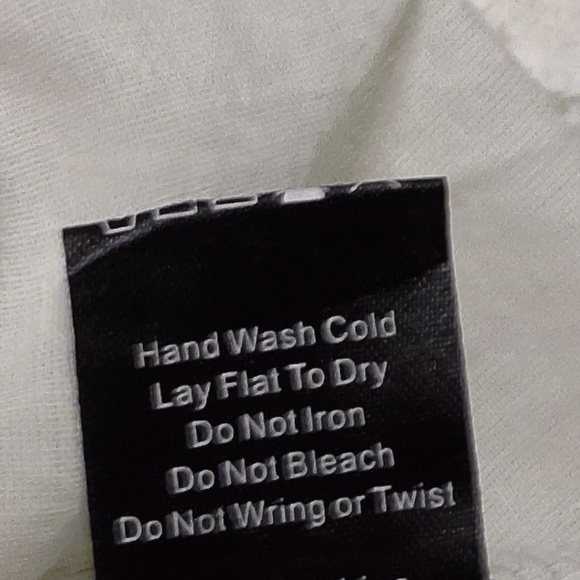 Hand Wash Cold
Lay Flat To Dry
Do Not Iron
Do Not Bleach
Do Not Wring or Twist